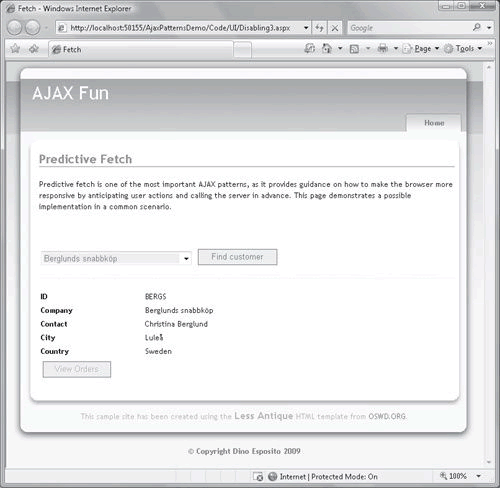 Fetch - Windows Internet Explorer
http://localhost:50155/AjaxPatternsDemo/Code/UI/Disabling3.aspx
Google
Fetch
Page
Tools
AJAX Fun
Home
Predictive Fetch
Predictive fetch is one of the most important AJAX patterns, as it provides guidance on how to make the browser more
responsive by anticipating user actions and calling the server in advance. This page demonstrates a possible
implementation in a common scenario.
Berglunds snabbköp
Find customer
ID BERGS
Company Berglunds snabbköp
Contact Christina Berglund
City Luleå
Country Sweden
View Orders
This sample site has been created using the Less Antique HTML template from OSWD.ORG.
© Copyright Dino Esposito 2009
Internet | Protected Mode: On
100%